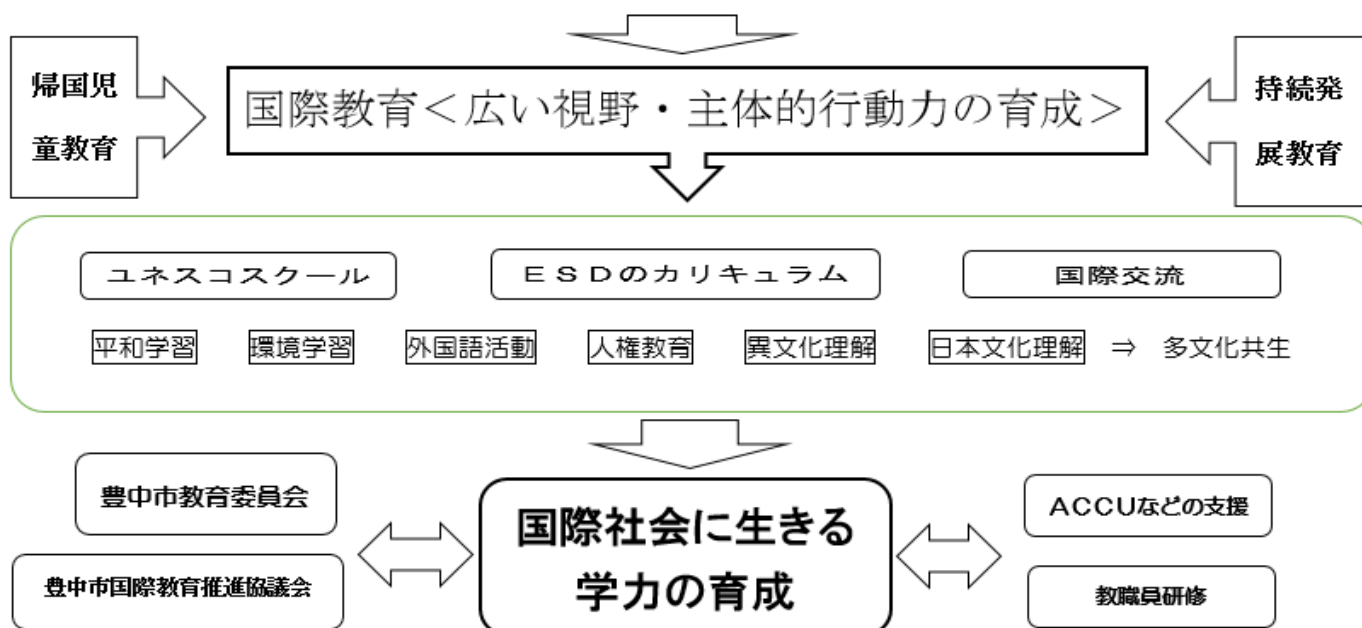 帰国児
童教育
国際教育＜広い視野・主体的行動力の育成＞
持続発
展教育
ユネスコスクール
ＥＳＤのカリキュラム
国際交流
平和学習 環境学習 外国語活動 人権教育 異文化理解 日本文化理解 ⇒ 多文化共生
豊中市教育委員会
豊中市国際教育推進協議会
国際社会に生きる
学力の育成
ＡＣＣＵなどの支援
教職員研修